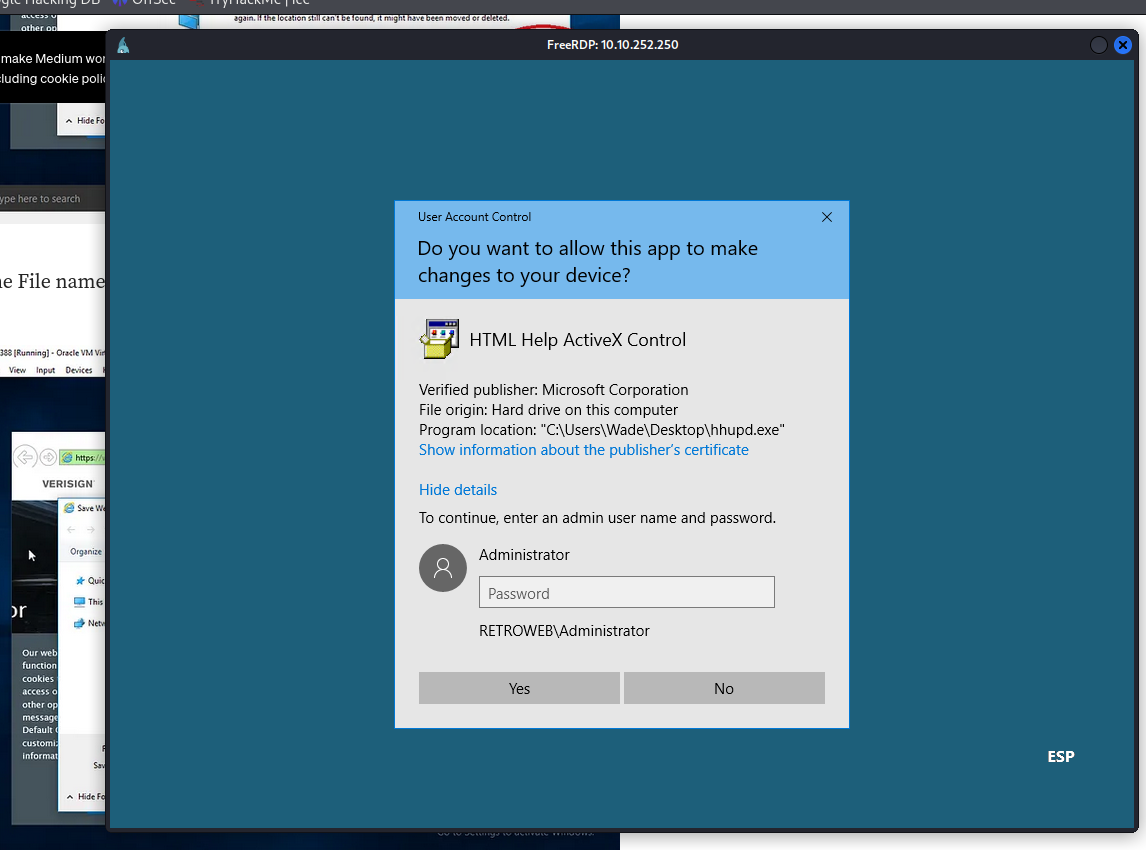 Hacking DB
OffSec
TryHackMe | lec
access o
other op
again. If the location still can't be found, it might have been moved or deleted.
FreeRDP: 10.10.252.250
make Medium wor
cluding cookie polic
Hide Fo
ype here to search
e File name
388 [Running] - Oracle VM Vir
View Input Devices
https://v
VERISIGN
Save We
Organize
Quic
This
Netw
or
Our web
function
cookies
access o
other op
message
Default
customiz
informat
Sav
Hide Fo
User Account Control
Do you want to allow this app to make
changes to your device?
HTML Help ActiveX Control
Verified publisher: Microsoft Corporation
File origin: Hard drive on this computer
Program location: "C:\Users\Wade\Desktop\hhupd.exe"
Show information about the publisher's certificate
Hide details
To continue, enter an admin user name and password.
Administrator
Password
RETROWEB\Administrator
Yes
No
ESP
Go to Settings to activate Windows.